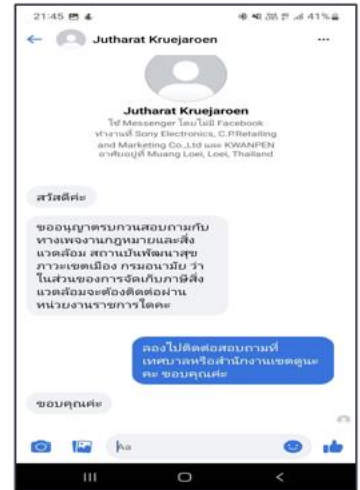 21:45
41%
Jutharat Kruejaroen
Jutharat Kruejaroen
ใช้ Messenger โดยไม่มี Facebook
ทำงานที่ Sony Electronics, C.P.Retailing
and Marketing Co.,Ltd และ KWANPEN
อาศัยอยู่ที่ Muang Loei, Loei, Thailand
สวัสดีค่ะ
ขออนุญาตรบกวนสอบถามกับ
ทางเพจงานกฎหมายและสิ่ง
แวดล้อม สถาบันพัฒนาสุข
ภาวะเขตเมือง กรมอนามัย ว่า
ในส่วนของการจัดเก็บภาษีสิ่ง
แวดล้อมจะต้องติดต่อผ่าน
หน่วยงานราชการใดคะ
ลองไปติดต่อสอบถามที่
เทศบาลหรือสำนักงานเขตดูนะ
คะ ขอบคุณค่ะ
ขอบคุณค่ะ
Aa